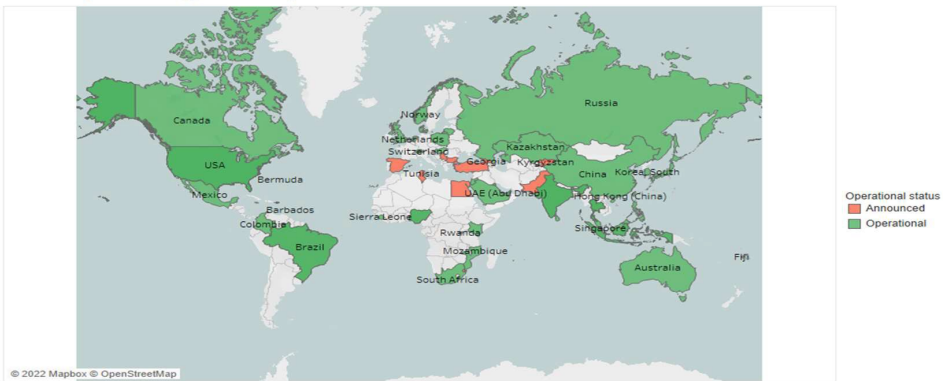 Norway
Russia
Canada
Netherlands
Switzerland
Kazakhstan
Georgia
Kyrgyzstan
USA
Tunisia
China
Korea, South
Bermuda
Mexico
UAE (Abu Dhabi)
Hong Kong (China)
Barbados
Sierra Leone
Colombia
Singapore
Rwanda
Brazil
Mozambique
Fiji
Australia
South Africa
Operational status
Announced
Operational
© 2022 Mapbox © OpenStreetMap